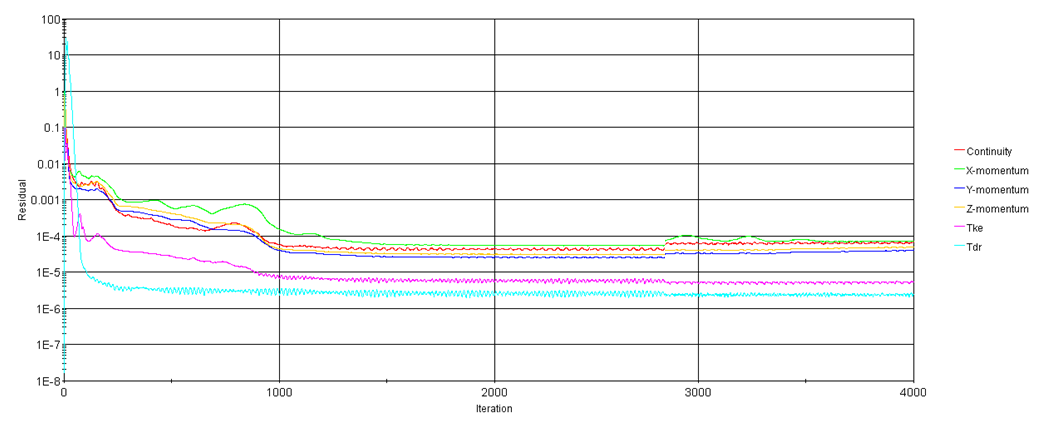 100
10
1
0.1
0.01
0.001
1E-4
1E-5
1E-6
1E-7
1E-8
Residual
0 1000 2000 3000 4000
Iteration
Continuity
X-momentum
Y-momentum
Z-momentum
Tke
Tdr